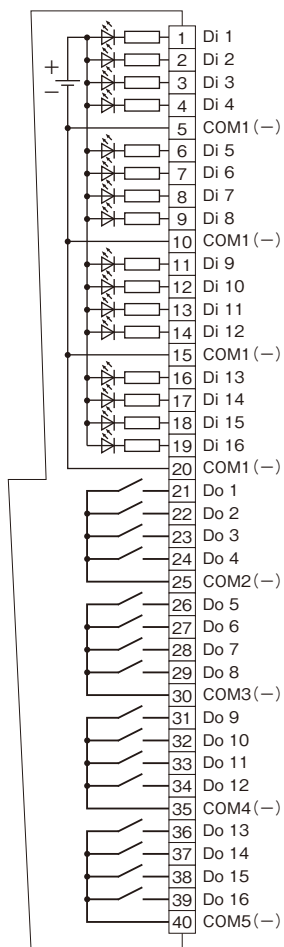 1 Di 1
+ 2 Di 2
− 3 Di 3
4 Di 4
5 COM1(−)
6 Di 5
7 Di 6
8 Di 7
9 Di 8
10 COM1(−)
11 Di 9
12 Di 10
13 Di 11
14 Di 12
15 COM1(−)
16 Di 13
17 Di 14
18 Di 15
19 Di 16
20 COM1(−)
21 Do 1
22 Do 2
23 Do 3
24 Do 4
25 COM2(−)
26 Do 5
27 Do 6
28 Do 7
29 Do 8
30 COM3(−)
31 Do 9
32 Do 10
33 Do 11
34 Do 12
35 COM4(−)
36 Do 13
37 Do 14
38 Do 15
39 Do 16
40 COM5(−)